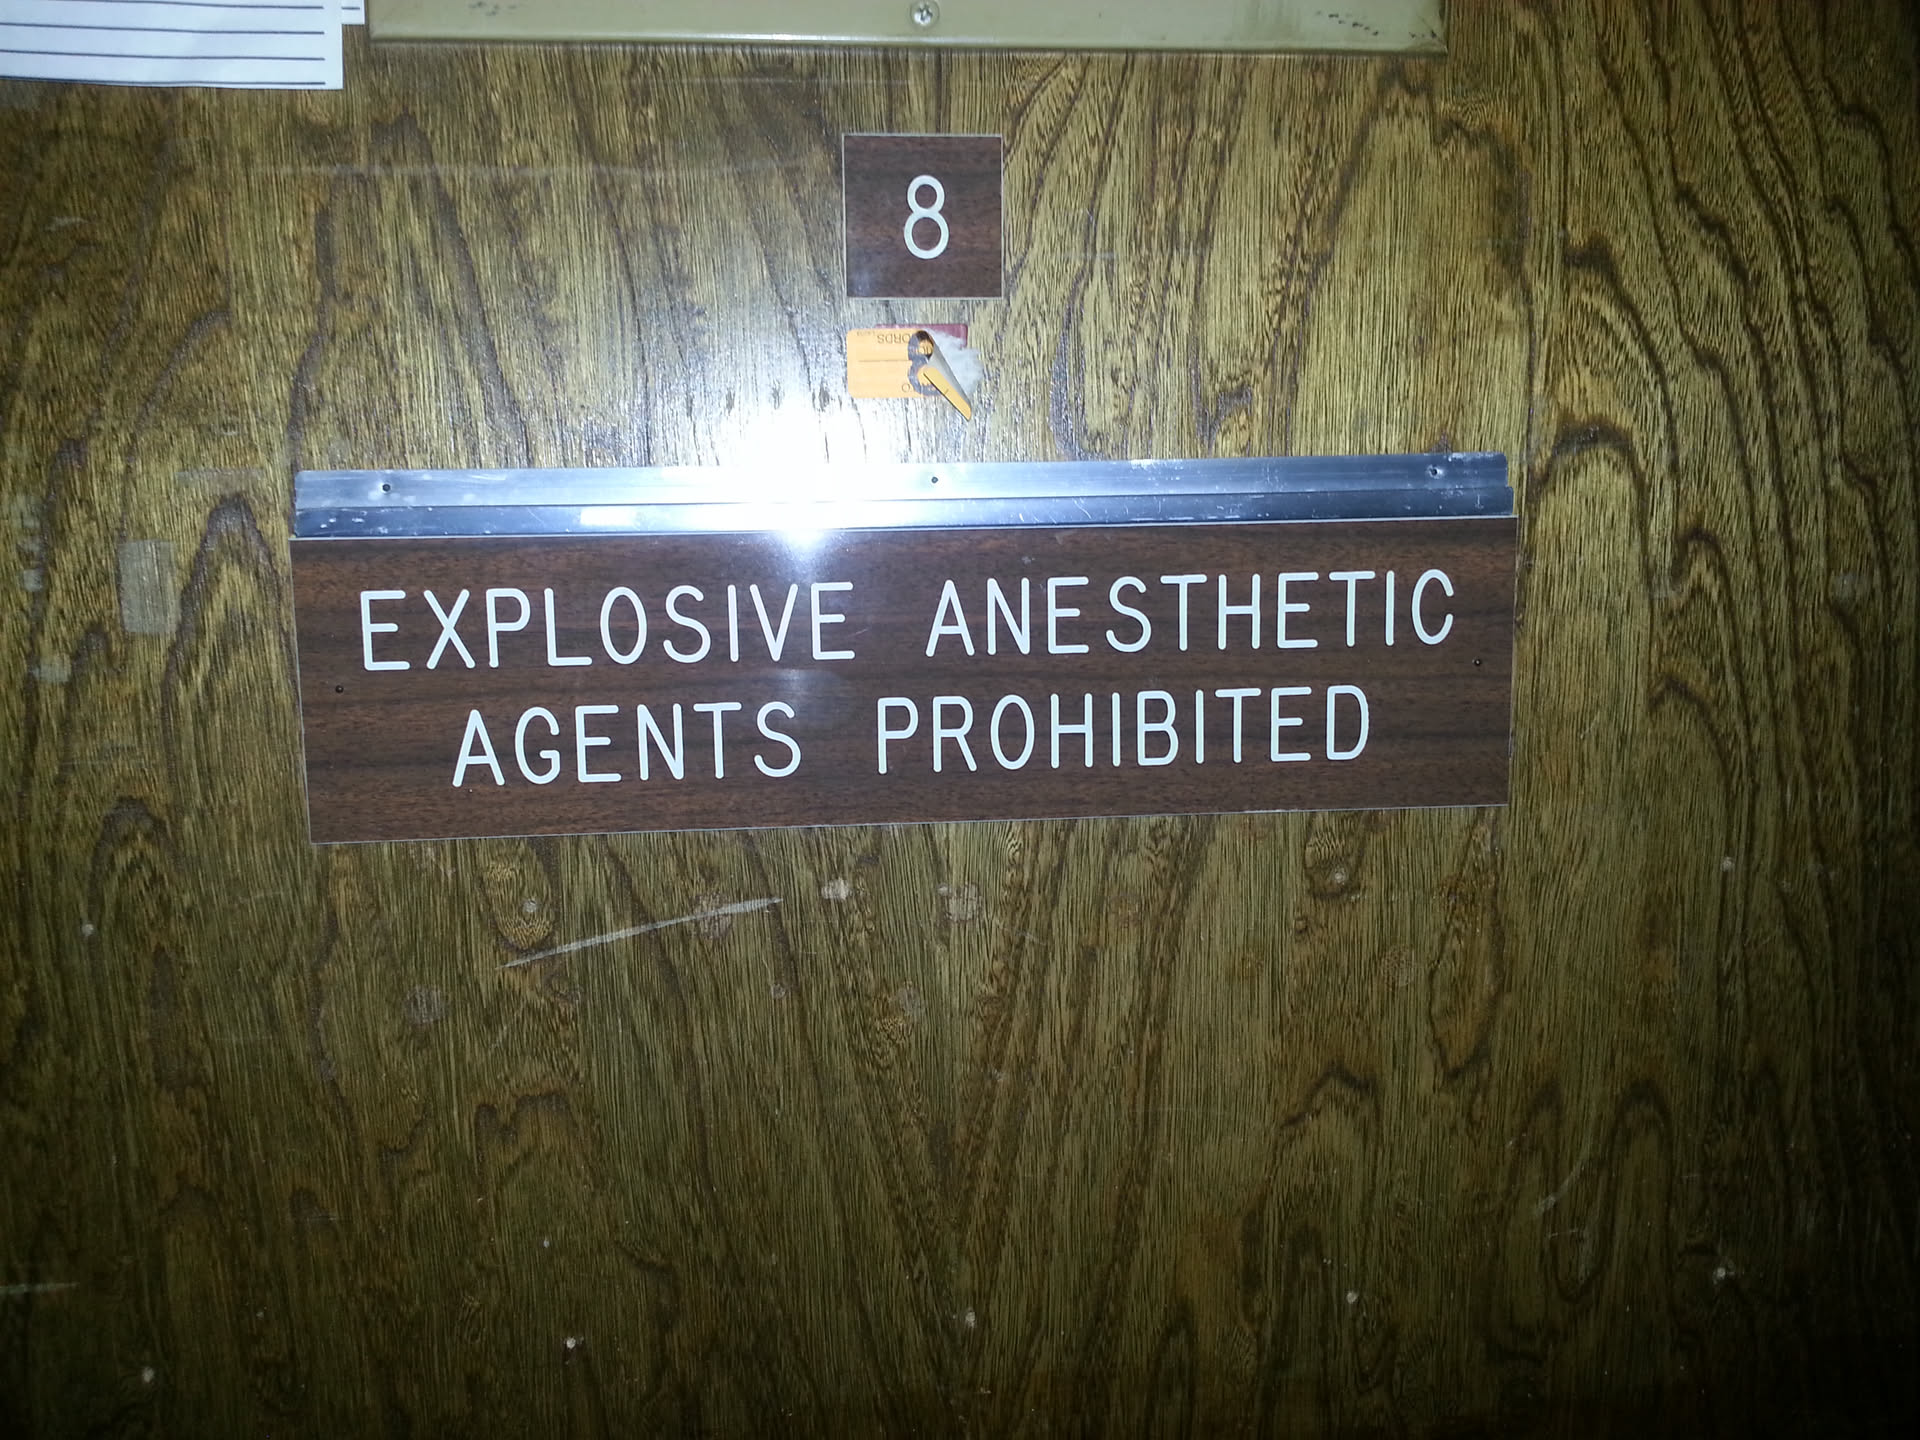 8
EXPLOSIVE ANESTHETIC
AGENTS PROHIBITED